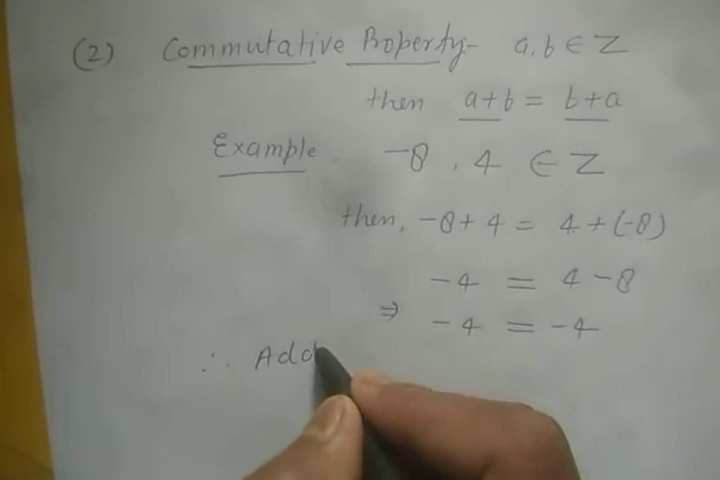 (2) Commutative Property- a, b ∈ Z
then a+b = b+a
Example -8, 4 ∈ Z
then, -8+4 = 4+(-8)
-4 = 4-8
⇒ -4 = -4
∴ Add